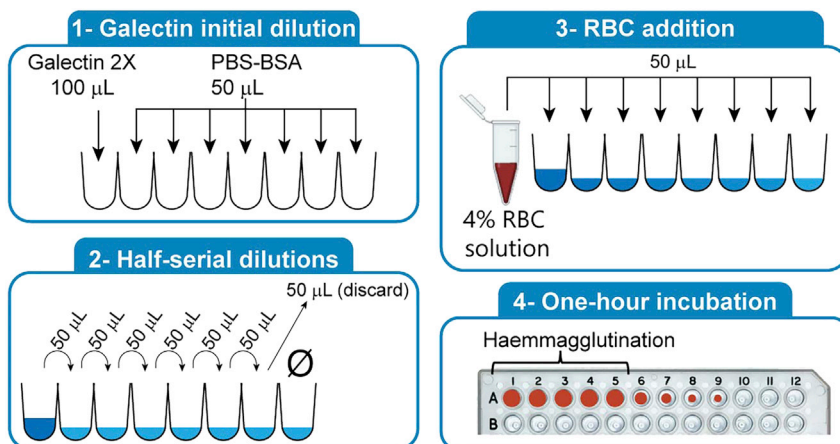 1- Galectin initial dilution
Galectin 2X
100 μL
PBS-BSA
50 μL
2- Half-serial dilutions
50 μL (discard)
50 μL
50 μL
50 μL
50 μL
50 μL
50 μL
Ø
3- RBC addition
50 μL
4% RBC
solution
4- One-hour incubation
Haemmagglutination
1 2 3 4 5 6 7 8 9 10 11 12
A
B